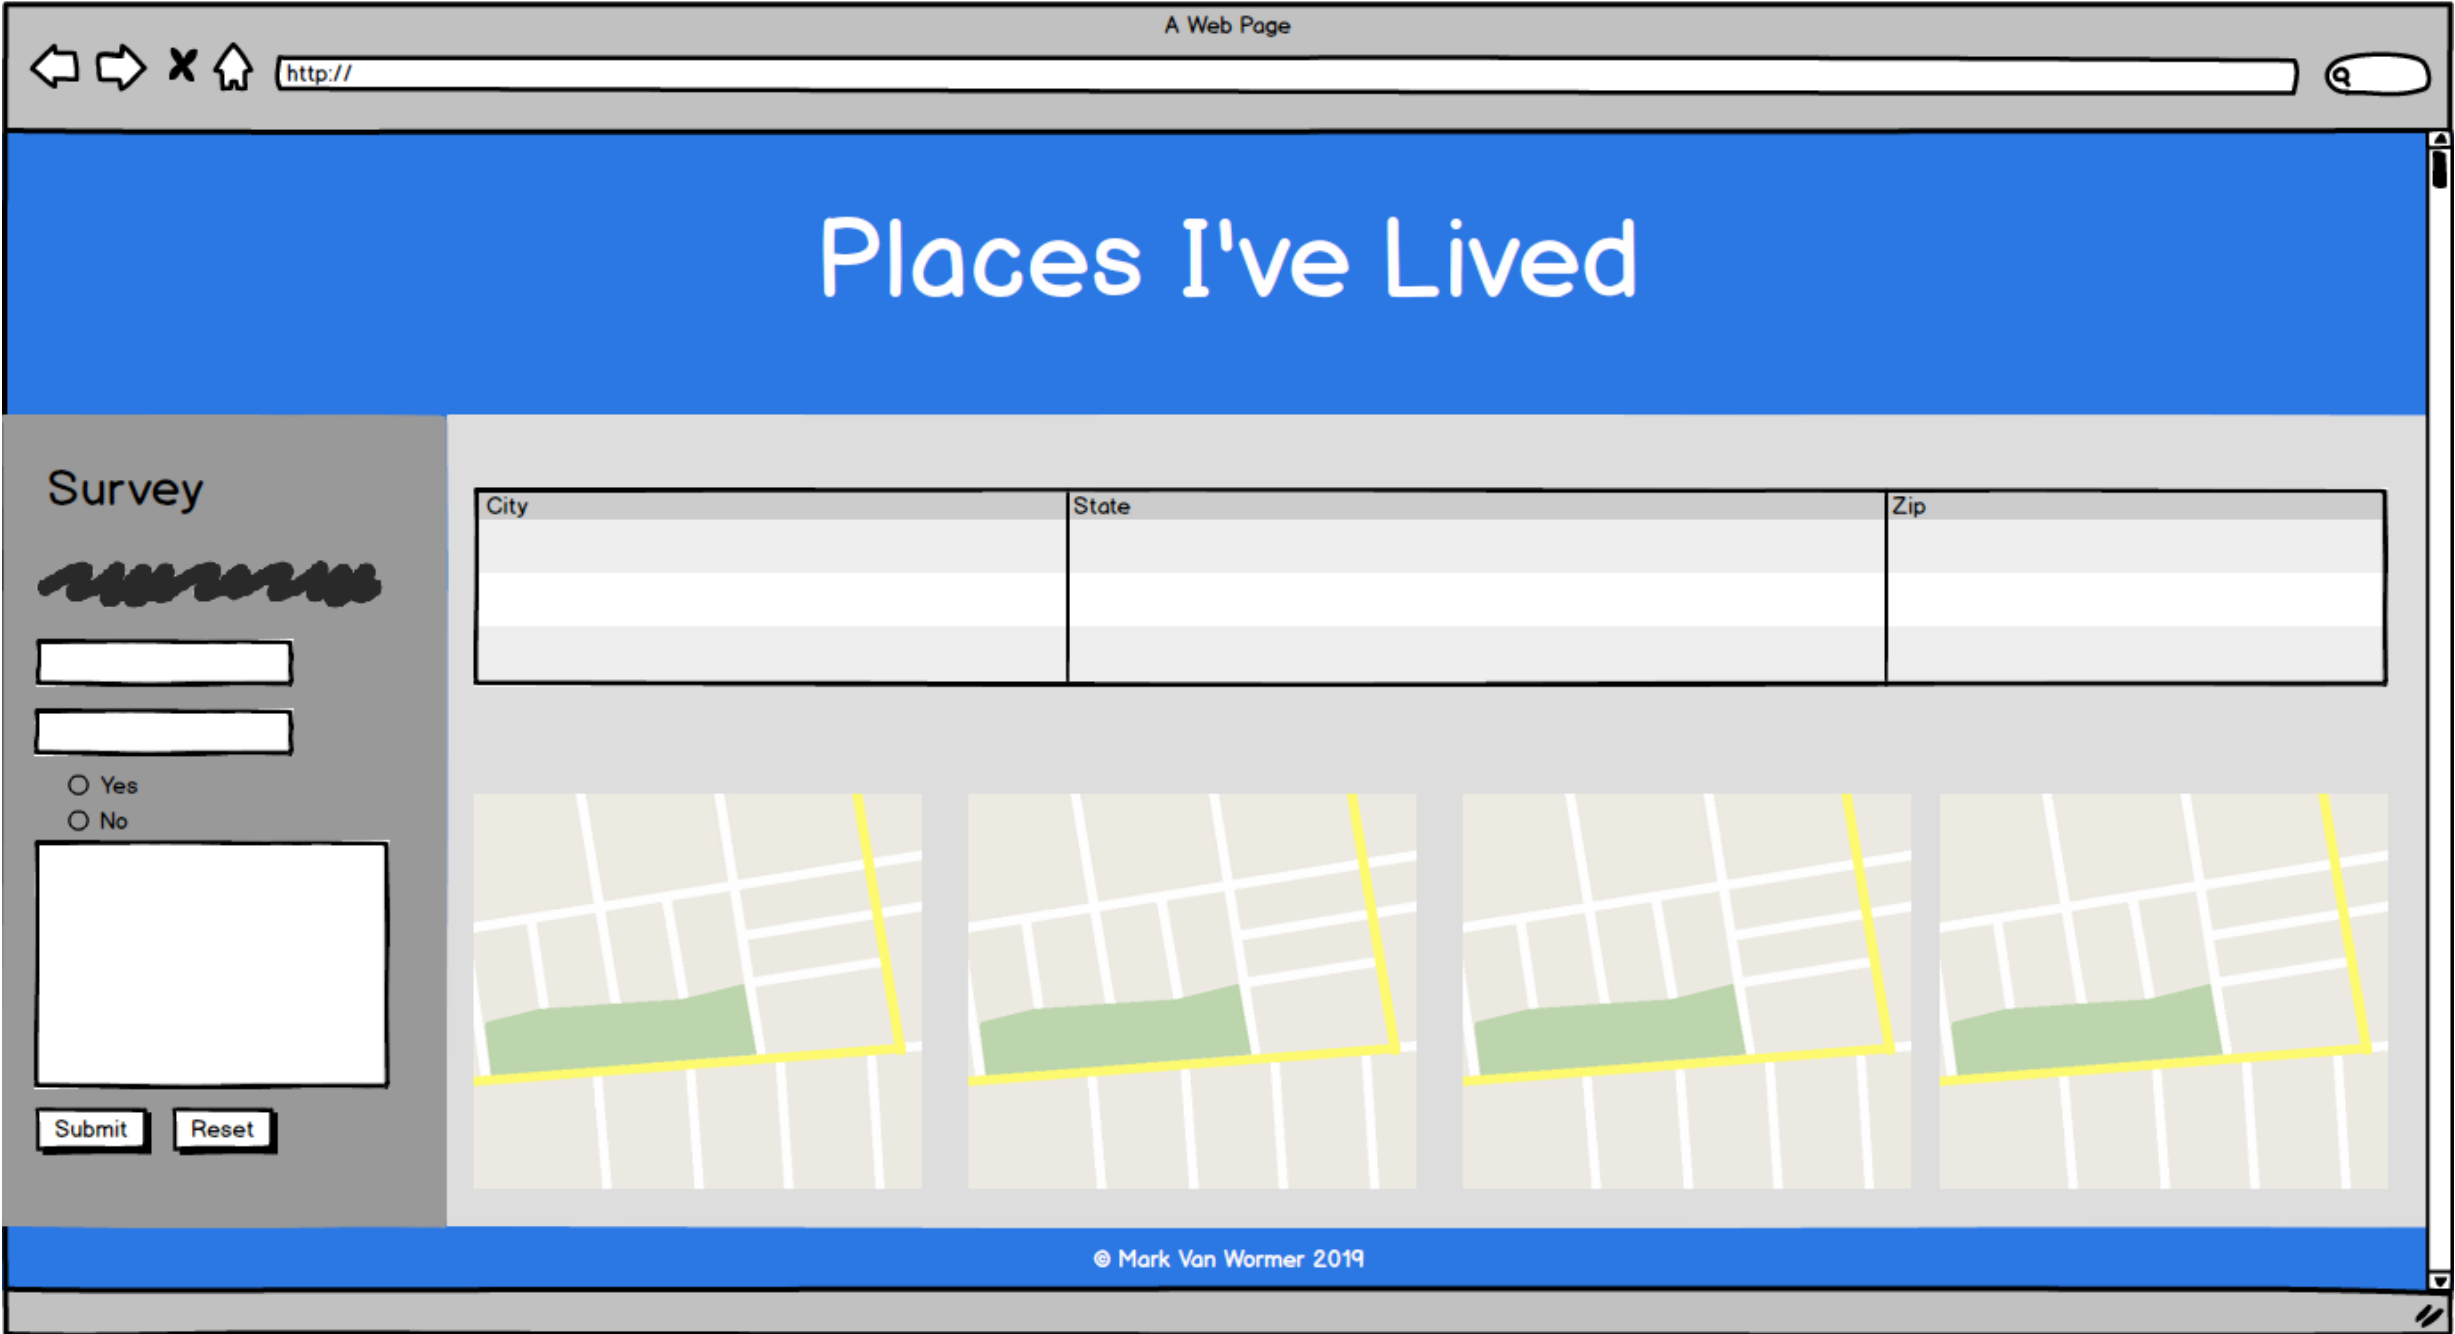 A Web Page
http://
Places I've Lived
Survey
Yes
No
Submit Reset
City State Zip
© Mark Van Wormer 2019